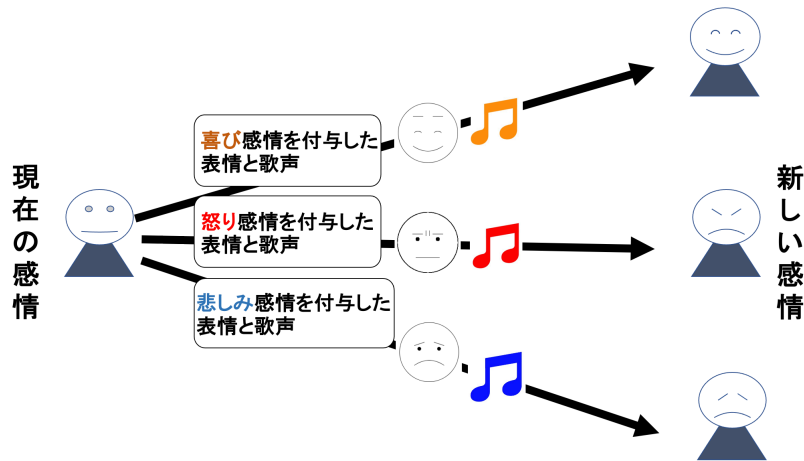 現在の感情
喜び感情を付与した
表情と歌声
怒り感情を付与した
表情と歌声
悲しみ感情を付与した
表情と歌声
新しい感情